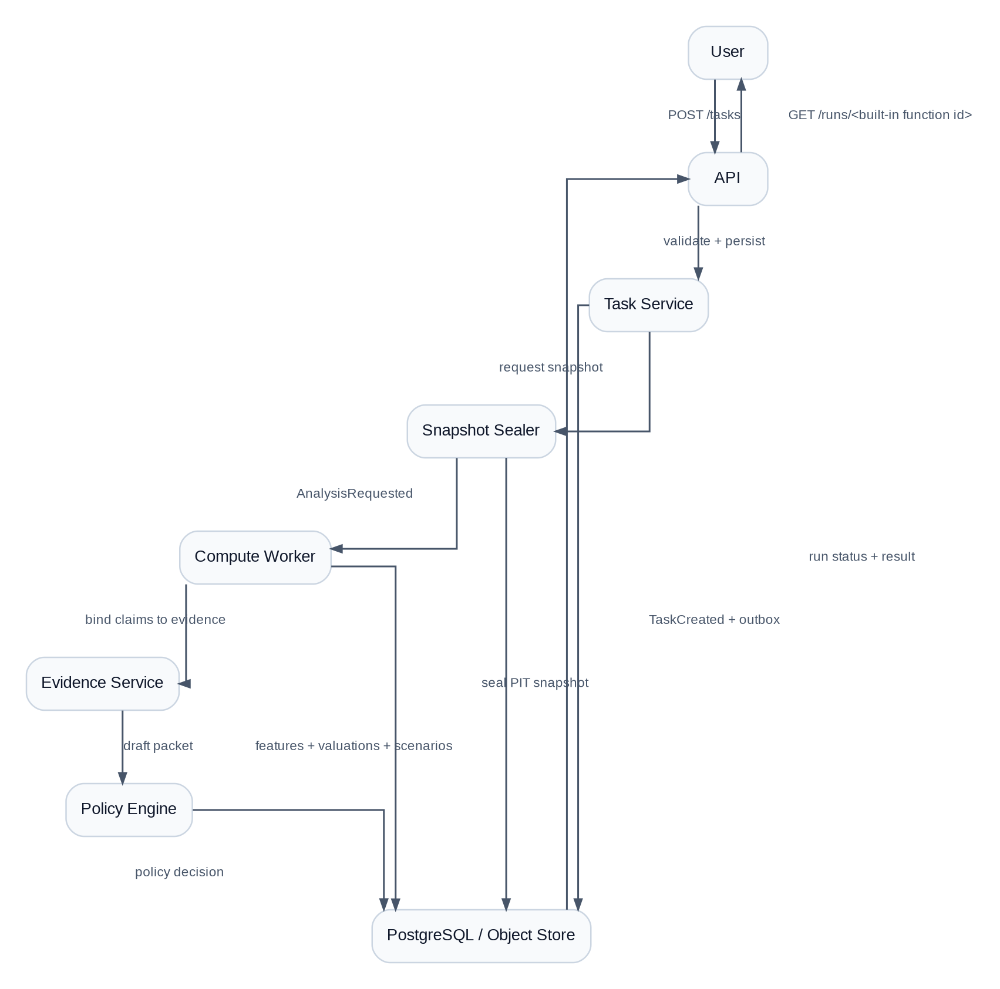 User
POST /tasks
GET /runs/<built-in function id>
API
validate + persist
Task Service
request snapshot
Snapshot Sealer
AnalysisRequested
Compute Worker
run status + result
bind claims to evidence
TaskCreated + outbox
Evidence Service
seal PIT snapshot
draft packet
features + valuations + scenarios
Policy Engine
policy decision
PostgreSQL / Object Store